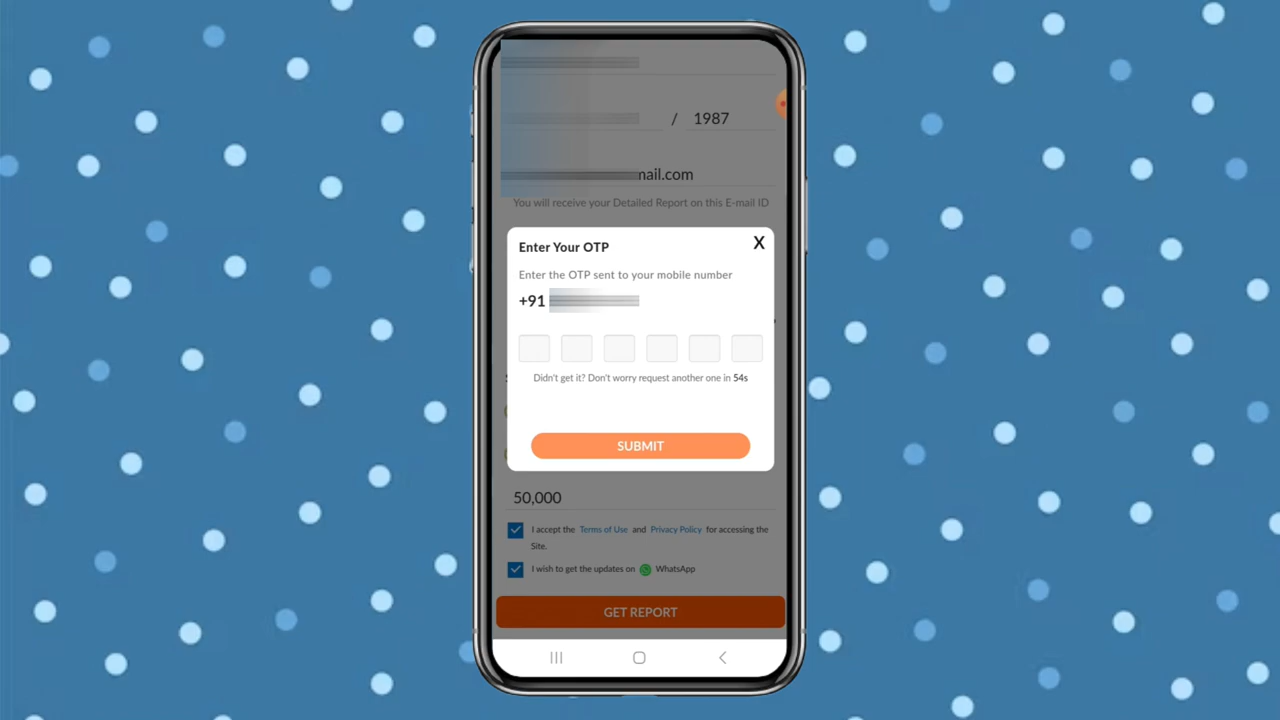 / 1987
mail.com
You will receive your Detailed Report on this E-mail ID
Enter Your OTP
X
Enter the OTP sent to your mobile number
+91
Didn't get it? Don't worry request another one in 54s
SUBMIT
50,000
I accept the Terms of Use and Privacy Policy for accessing the
Site.
I wish to get the updates on WhatsApp
GET REPORT